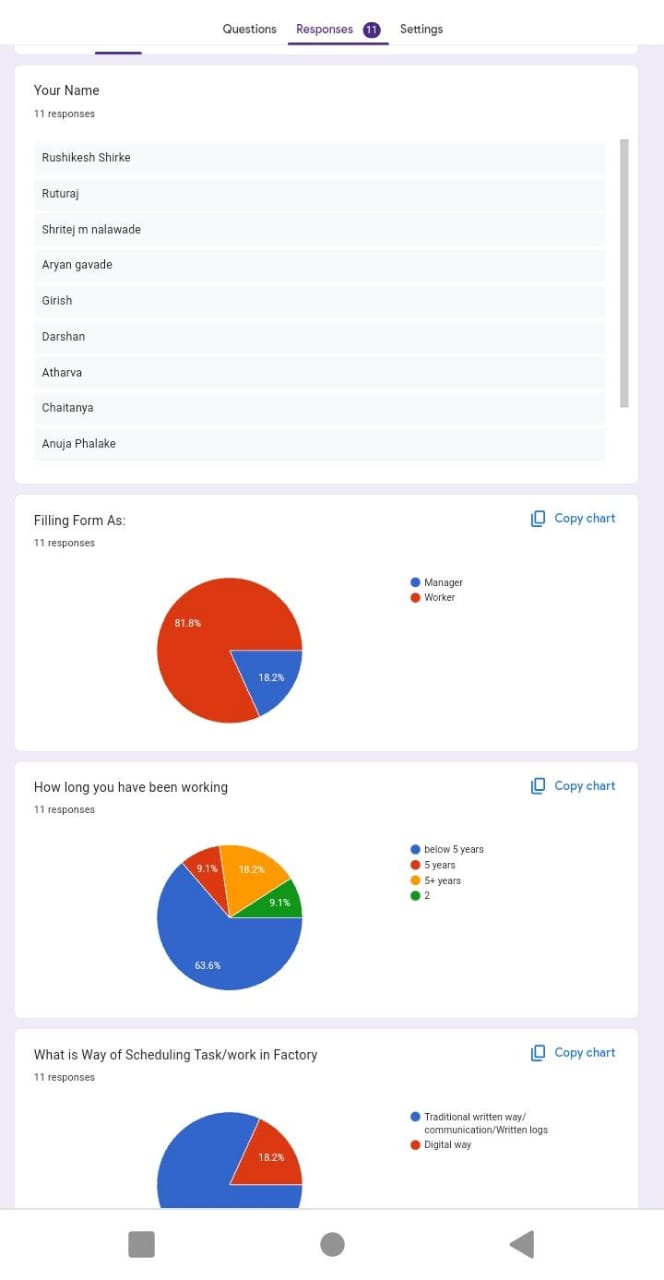 Questions Responses 11 Settings
Your Name
11 responses
Rushikesh Shirke
Ruturaj
Shritej m nalawade
Aryan gavade
Girish
Darshan
Atharva
Chaitanya
Anuja Phalake
Filling Form As:
Copy chart
11 responses
Manager
Worker
81.8%
18.2%
How long you have been working
Copy chart
11 responses
below 5 years
5 years
5+ years
2
9.1%
18.2%
9.1%
63.6%
What is Way of Scheduling Task/work in Factory
Copy chart
11 responses
Traditional written way/
communication/Written logs
Digital way
18.2%